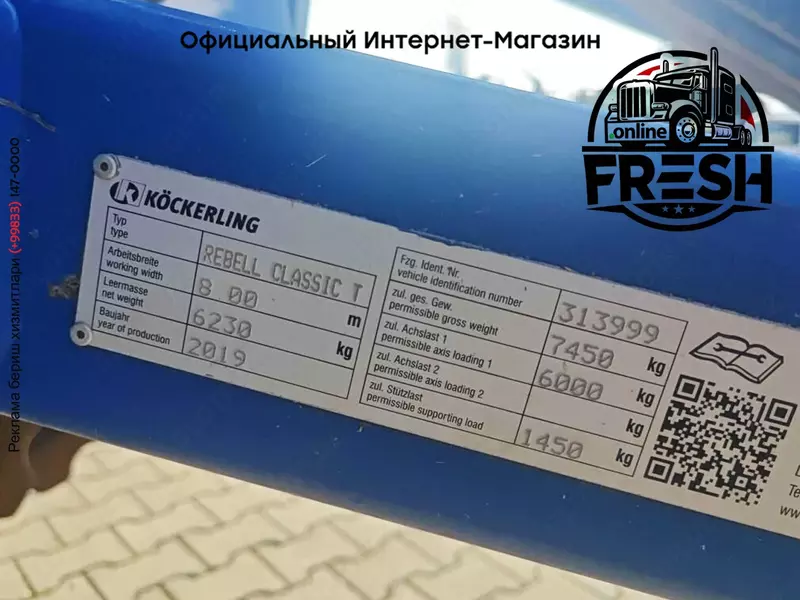 Официальный Интернет-Магазин
online
FRESH
Реклама бериш хизмитлари (+99833) 147-0000
KÖCKERLING
Typ
type
REBELL CLASSIC T
Arbeitsbreite
working width
8 00 m
Leermasse
net weight
6230 kg
Baujahr
year of production
2019
Fzg. Ident. Nr.
vehicle identification number
313999
zul. ges. Gew.
permissible gross weight
7450 kg
zul. Achslast 1
permissible axis loading 1
6000 kg
zul. Achslast 2
permissible axis loading 2
kg
zul. Stützlast
permissible supporting load
1450 kg